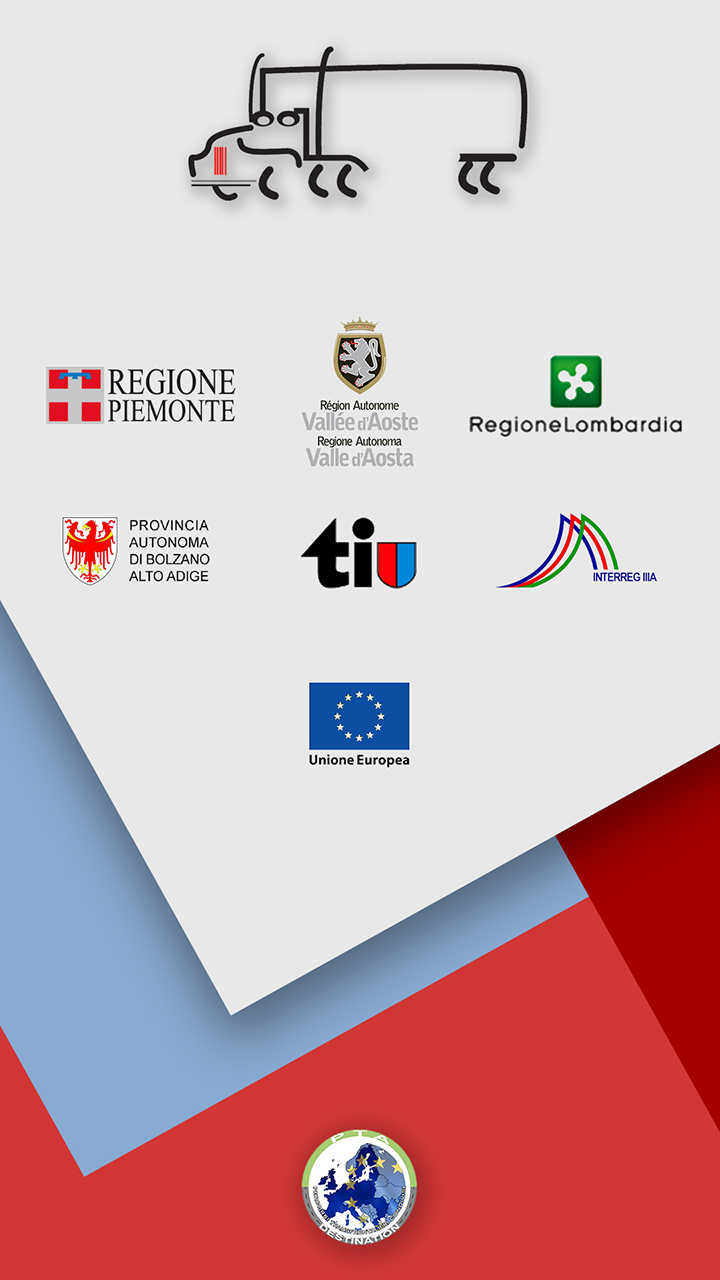 REGIONE
PIEMONTE
Région Autonome
Vallée d'Aoste
Regione Autonoma
Valle d'Aosta
RegioneLombardia
PROVINCIA
AUTONOMA
DI BOLZANO
ALTO ADIGE
ti
INTERREG IIIA
Unione Europea
PTA
DESTINATION